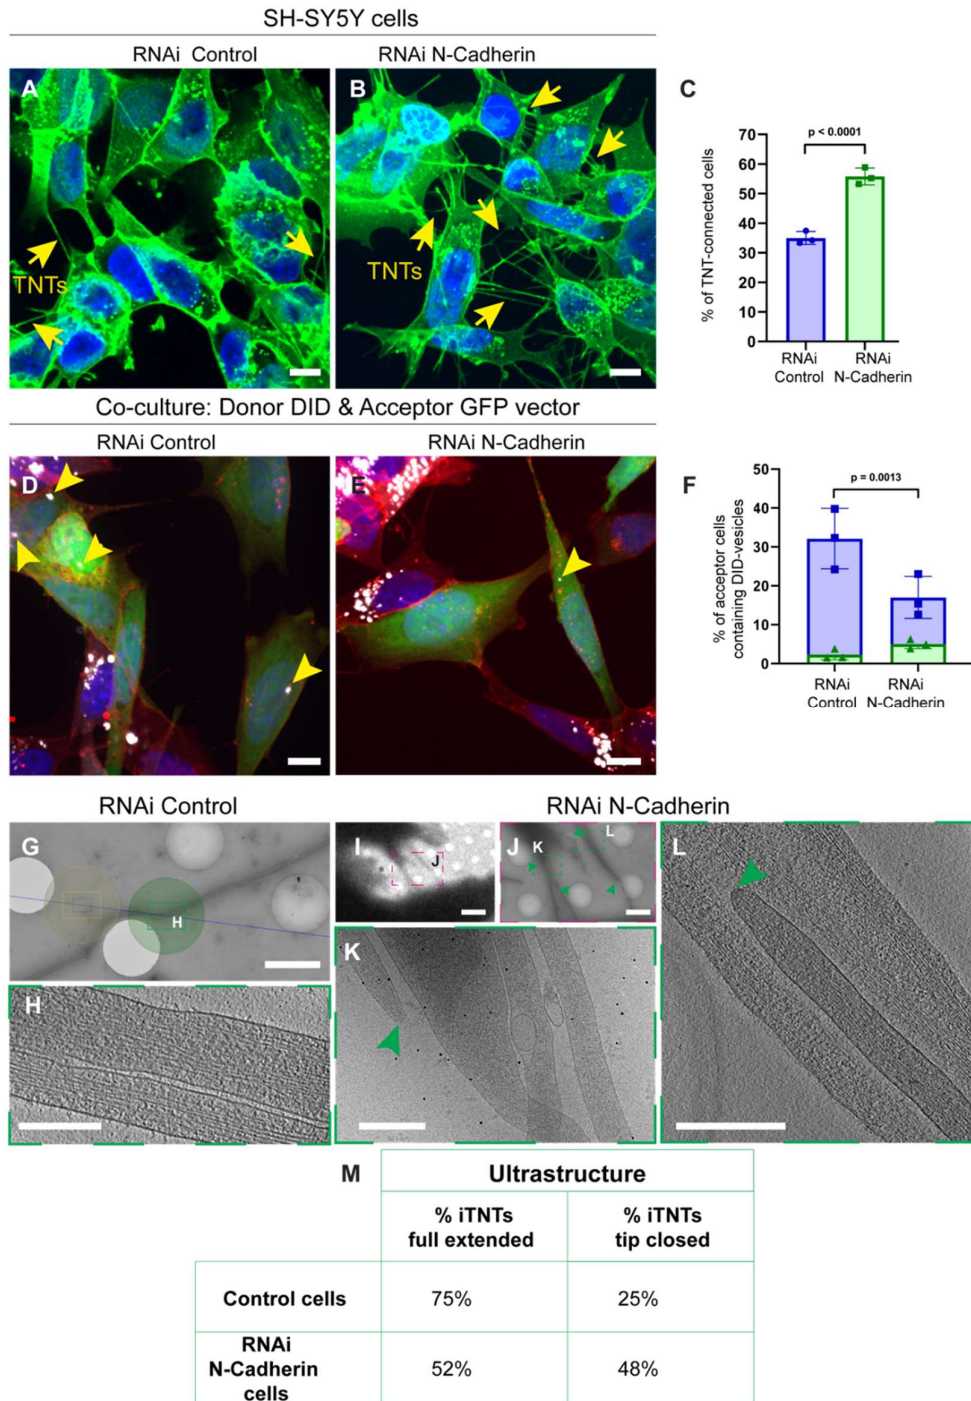 SH-SY5Y cells
RNAi Control
RNAi N-Cadherin
A
TNTs
B
TNTs
C
% of TNT-connected cells
70
60
50
40
30
20
10
0
p < 0.0001
RNAi
Control
RNAi
N-Cadherin
Co-culture: Donor DID & Acceptor GFP vector
RNAi Control
RNAi N-Cadherin
D
E
F
% of acceptor cells
containing DID-vesicles
50
40
30
20
10
0
p = 0.0013
RNAi
Control
RNAi
N-Cadherin
RNAi Control
RNAi N-Cadherin
G
H
I
J
J
K
L
L
H
K
M
Ultrastructure
% iTNTs
full extended
% iTNTs
tip closed
Control cells
75%
25%
RNAi
N-Cadherin
cells
52%
48%